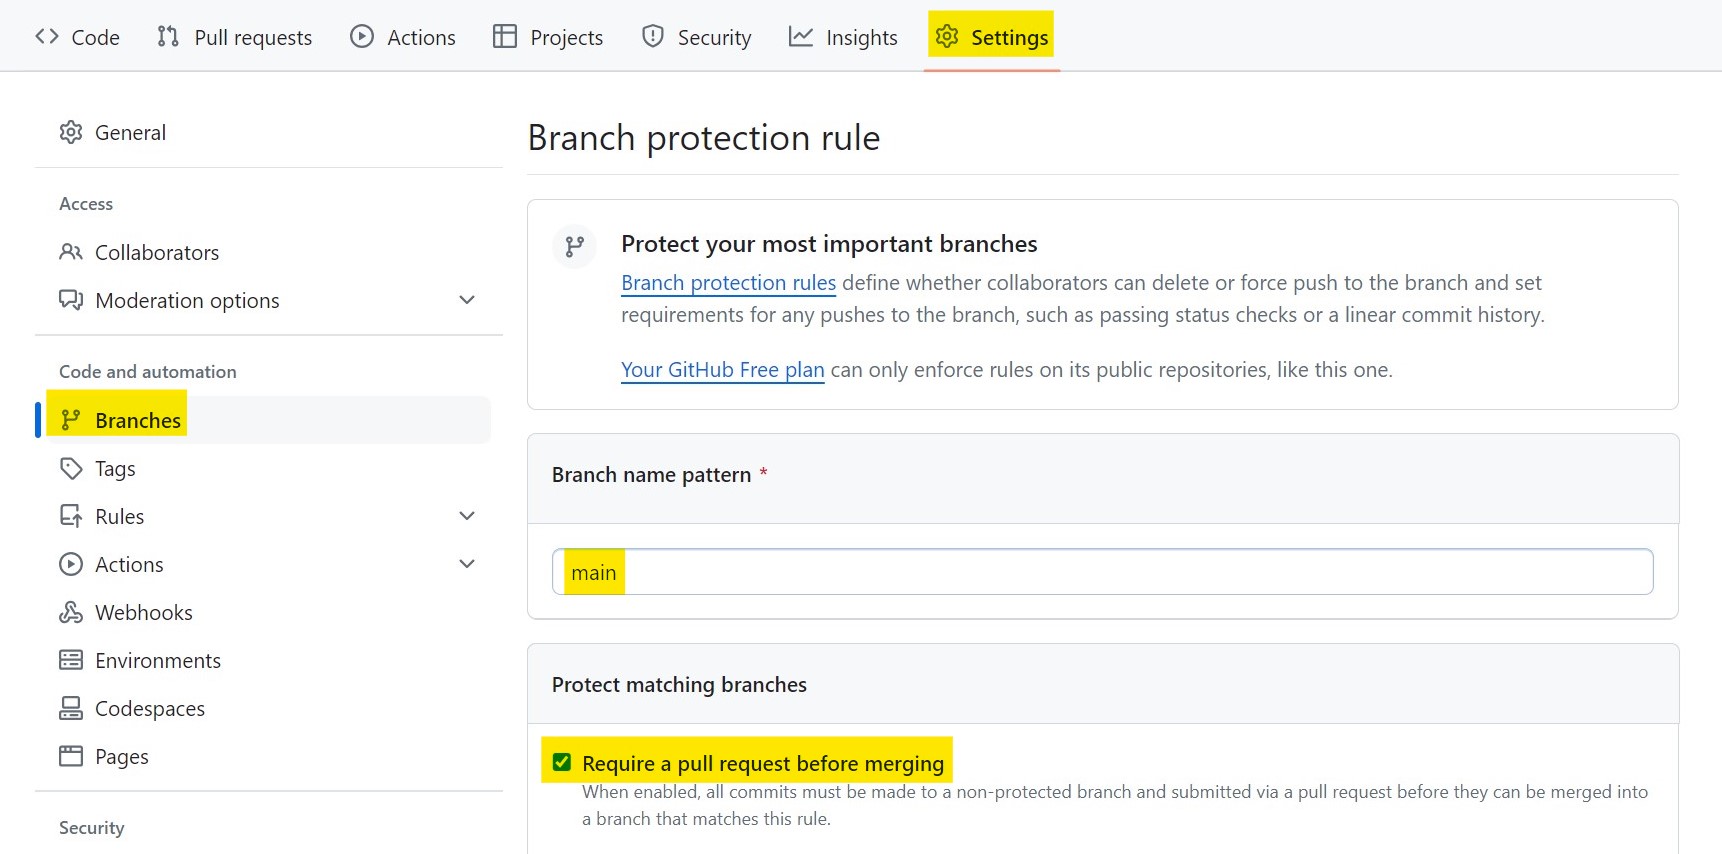 Code Pull requests Actions Projects Security Insights Settings
General
Access
Collaborators
Moderation options
Code and automation
Branches
Tags
Rules
Actions
Webhooks
Environments
Codespaces
Pages
Security
Branch protection rule
Protect your most important branches
Branch protection rules define whether collaborators can delete or force push to the branch and set
requirements for any pushes to the branch, such as passing status checks or a linear commit history.
Your GitHub Free plan can only enforce rules on its public repositories, like this one.
Branch name pattern *
main
Protect matching branches
Require a pull request before merging
When enabled, all commits must be made to a non-protected branch and submitted via a pull request before they can be merged into
a branch that matches this rule.